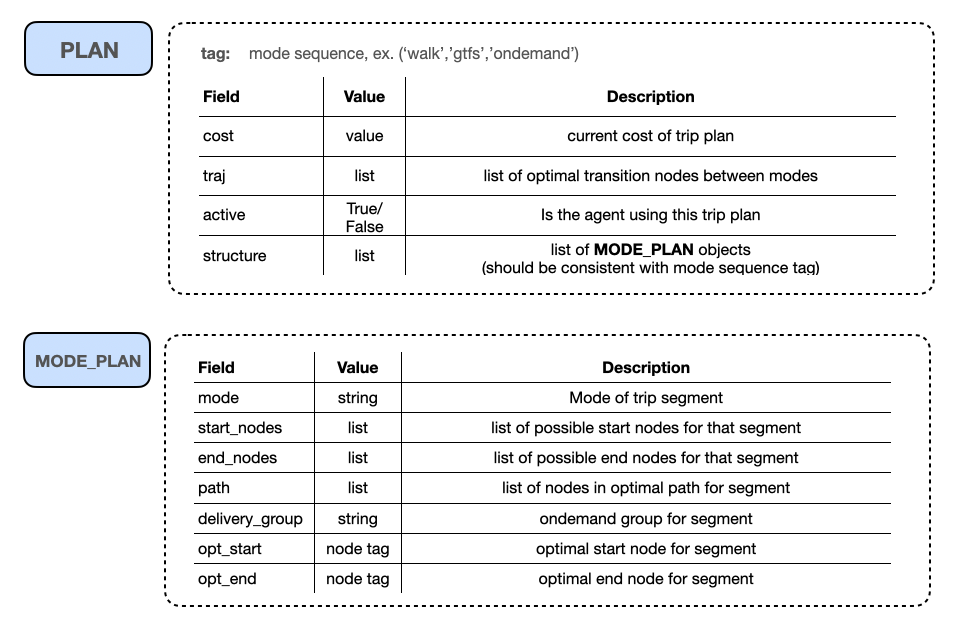 PLAN
tag: mode sequence, ex. (‘walk’,’gtfs’,’ondemand’)
Field Value Description
cost value current cost of trip plan
traj list list of optimal transition nodes between modes
active True/
False Is the agent using this trip plan
structure list list of MODE_PLAN objects
(should be consistent with mode sequence tag)
MODE_PLAN
Field Value Description
mode string Mode of trip segment
start_nodes list list of possible start nodes for that segment
end_nodes list list of possible end nodes for that segment
path list list of nodes in optimal path for segment
delivery_group string ondemand group for segment
opt_start node tag optimal start node for segment
opt_end node tag optimal end node for segment